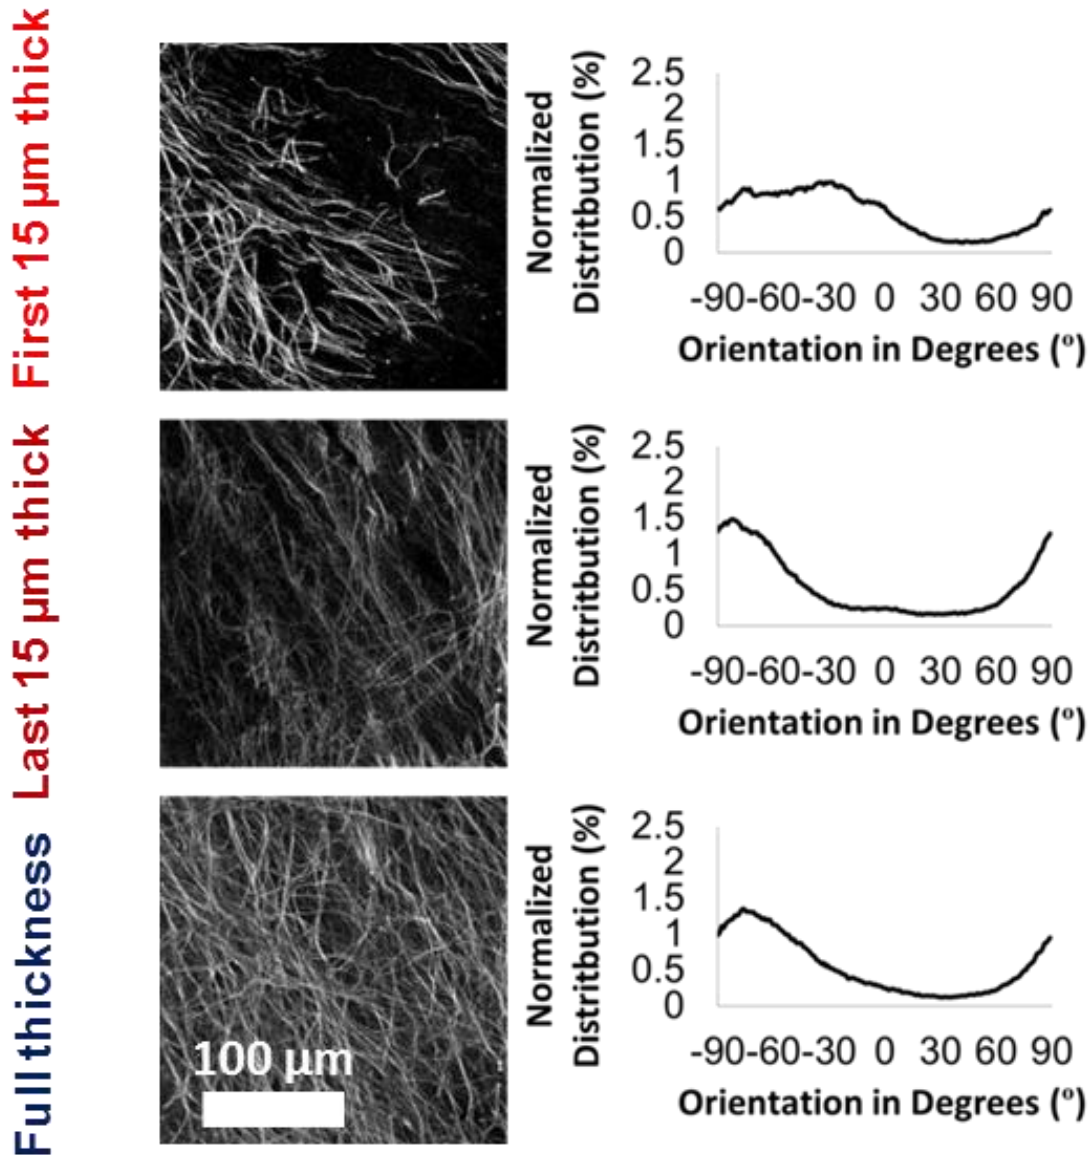 First 15 µm thick
Normalized
Distritbution (%)
2.5
2
1.5
1
0.5
0
-90-60-30 0 30 60 90
Orientation in Degrees (º)
Last 15 µm thick
Normalized
Distritbution (%)
2.5
2
1.5
1
0.5
0
-90-60-30 0 30 60 90
Orientation in Degrees (º)
Full thickness
100 µm
Normalized
Distritbution (%)
2.5
2
1.5
1
0.5
0
-90-60-30 0 30 60 90
Orientation in Degrees (º)